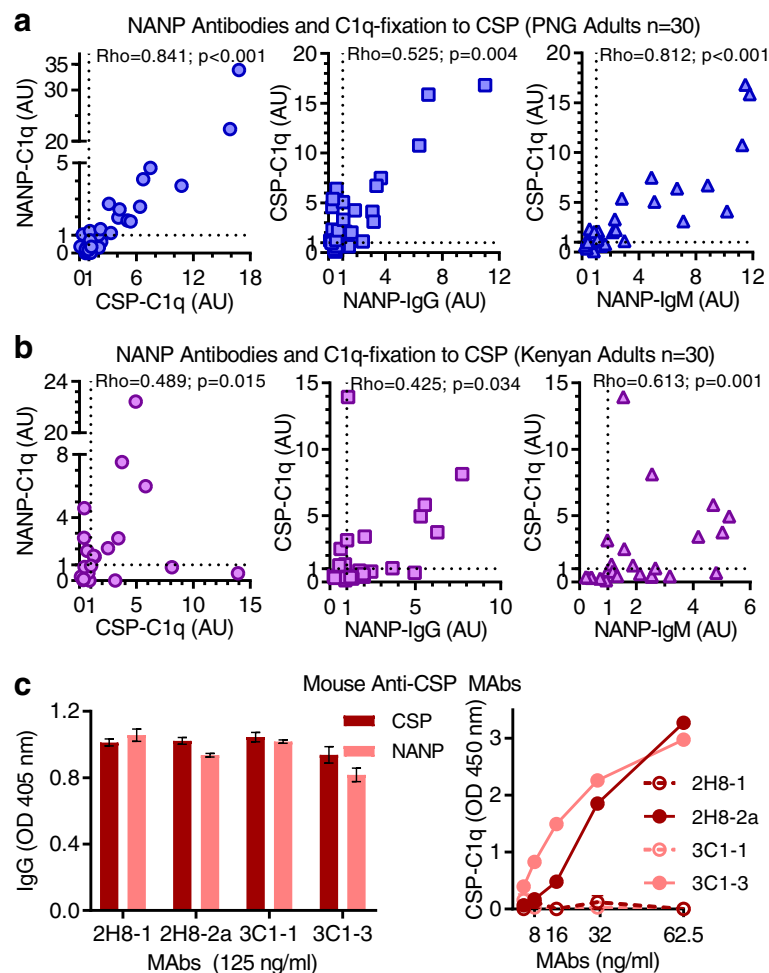 a
NANP Antibodies and C1q-fixation to CSP (PNG Adults n=30)
Rho=0.841; p<0.001
NANP-C1q (AU)
35
30
20
5
1
0
0 1 6 12 18
CSP-C1q (AU)
Rho=0.525; p=0.004
CSP-C1q (AU)
20
15
10
5
1
0
0 1 4 8 12
NANP-IgG (AU)
Rho=0.812; p<0.001
CSP-C1q (AU)
20
15
10
5
1
0
0 1 4 8 12
NANP-IgM (AU)
b
NANP Antibodies and C1q-fixation to CSP (Kenyan Adults n=30)
Rho=0.489; p=0.015
NANP-C1q (AU)
24
20
8
4
1
0
0 1 5 10 15
CSP-C1q (AU)
Rho=0.425; p=0.034
CSP-C1q (AU)
15
10
5
1
0
0 1 5 10
NANP-IgG (AU)
Rho=0.613; p=0.001
CSP-C1q (AU)
15
10
5
1
0
0 1 2 4 6
NANP-IgM (AU)
c
Mouse Anti-CSP MAbs
CSP
NANP
IgG (OD 405 nm)
1.2
0.9
0.6
0.3
0.0
2H8-1 2H8-2a 3C1-1 3C1-3
MAbs (125 ng/ml)
CSP-C1q (OD 450 nm)
3
2
1
0
2H8-1
2H8-2a
3C1-1
3C1-3
8 16 32 62.5
MAbs (ng/ml)